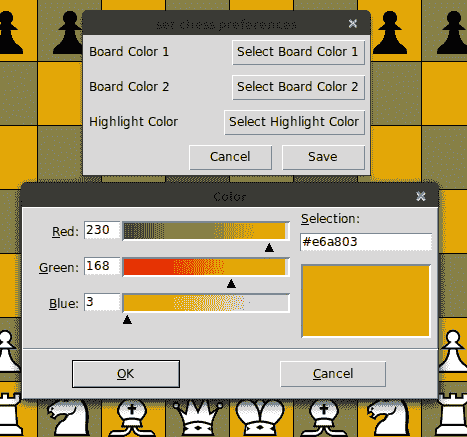 set chess preferences
Board Color 1 Select Board Color 1
Board Color 2 Select Board Color 2
Highlight Color Select Highlight Color
Cancel Save
Color
Red: 230
Selection:
#e6a803
Green: 168
Blue: 3
OK Cancel